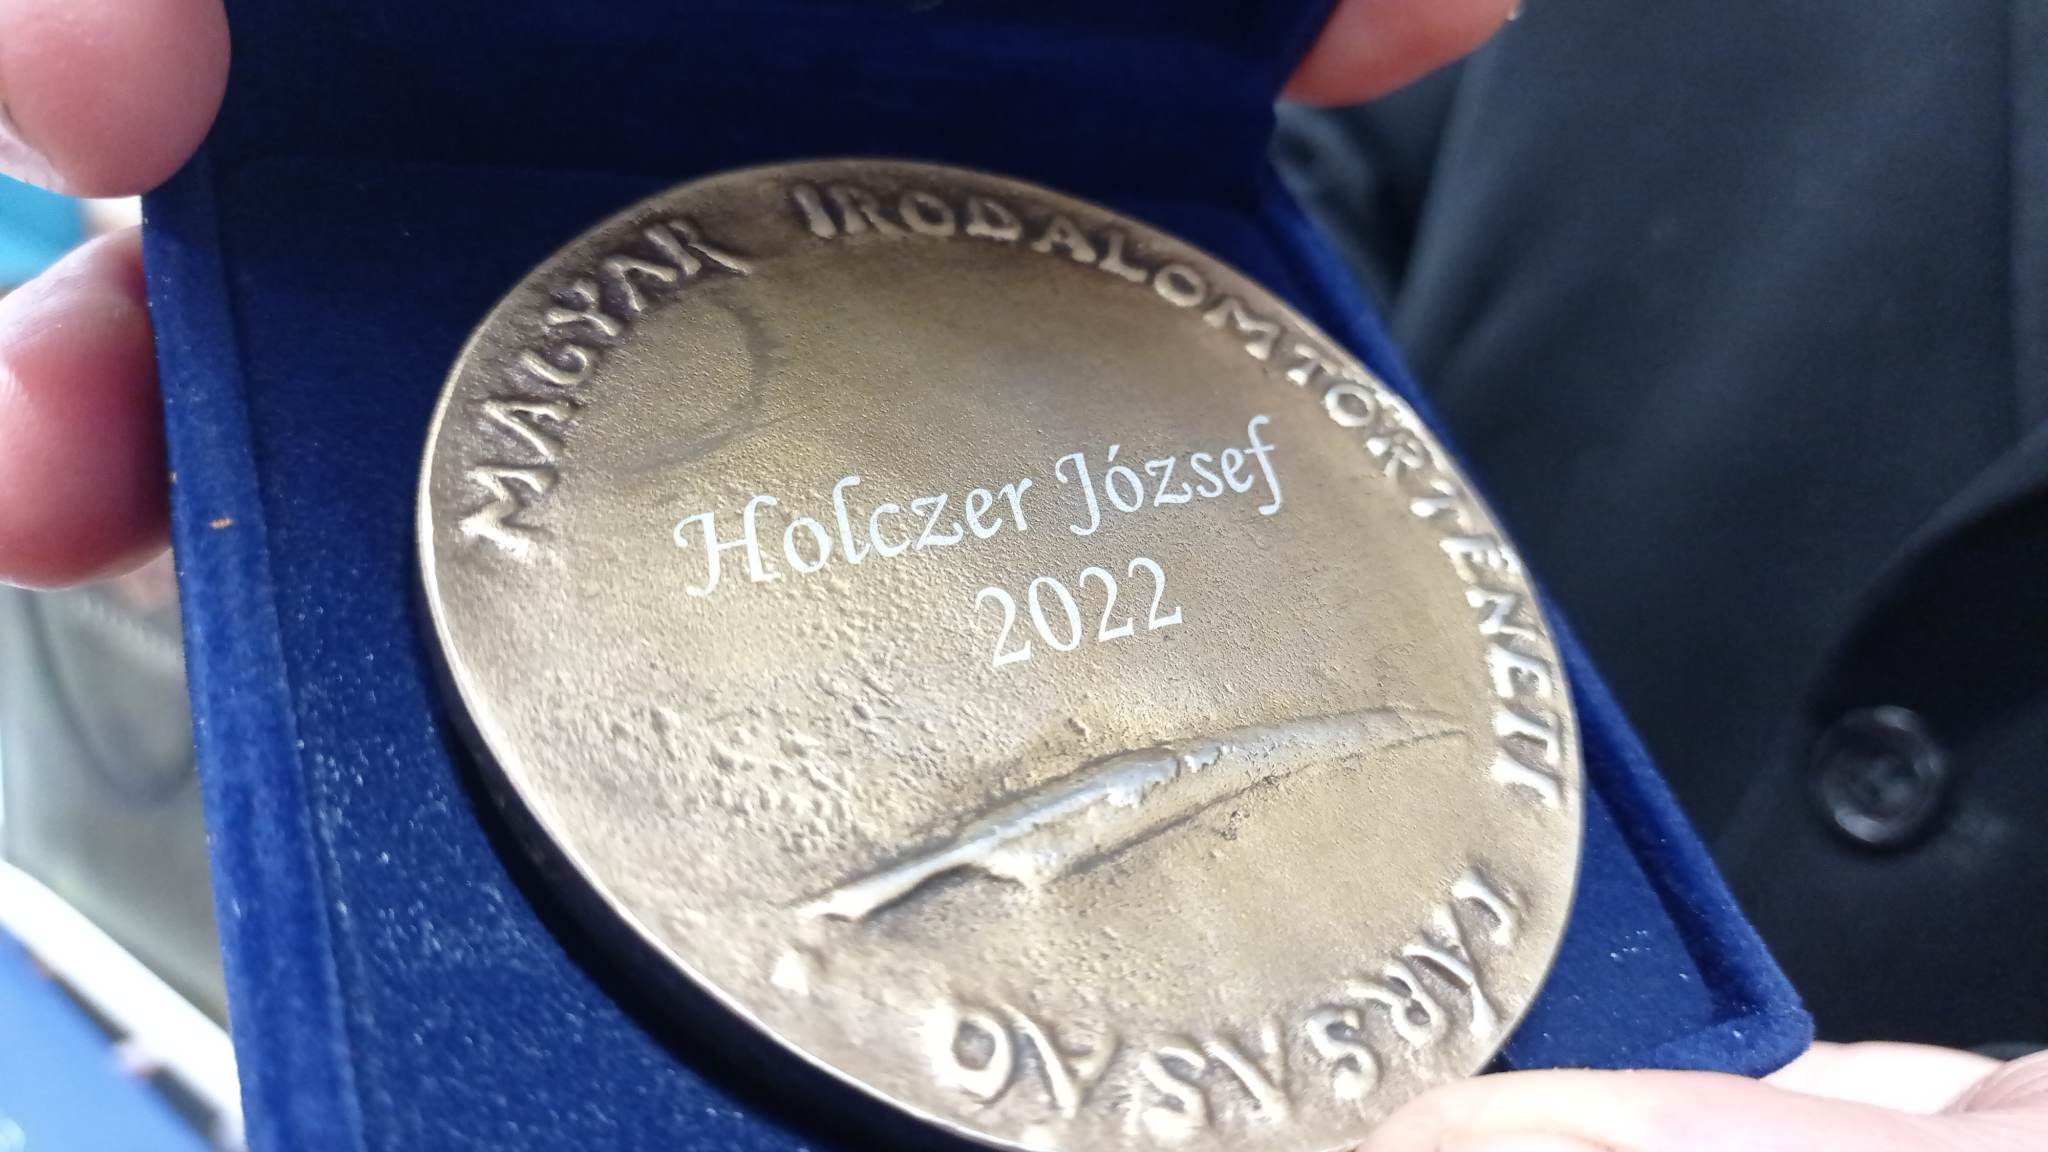 MAGYAR IRODALOMTÖRTÉNETI TÁRSASÁG
Holczer József
2022